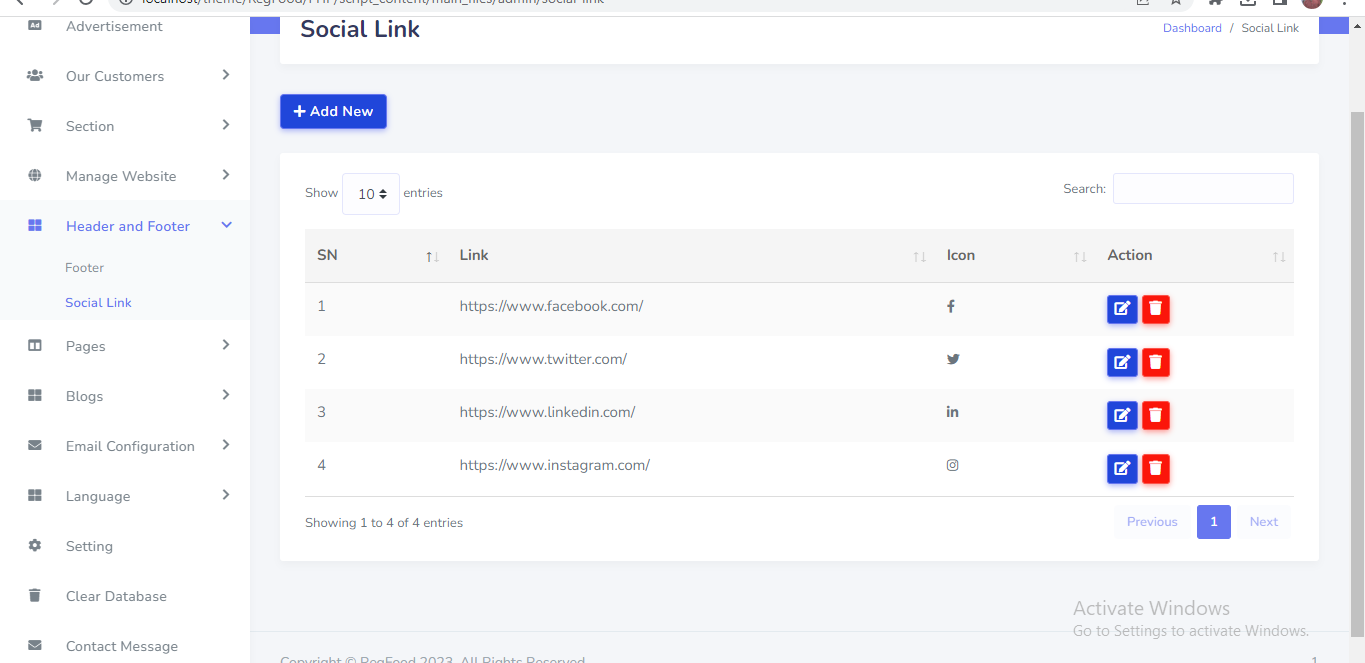 localhost/theme/RegFood/PHP/script_content/main_files/admin/social-link
Ad Advertisement
Our Customers
Section
Manage Website
Header and Footer
Footer
Social Link
Pages
Blogs
Email Configuration
Language
Setting
Clear Database
Contact Message
Social Link
Dashboard / Social Link
+ Add New
Show 10 entries
Search:
SN Link Icon Action
1 https://www.facebook.com/
2 https://www.twitter.com/
3 https://www.linkedin.com/
4 https://www.instagram.com/
Showing 1 to 4 of 4 entries
Previous 1 Next
Activate Windows
Go to Settings to activate Windows.
Copyright © RegFood 2023. All Rights Reserved. 1